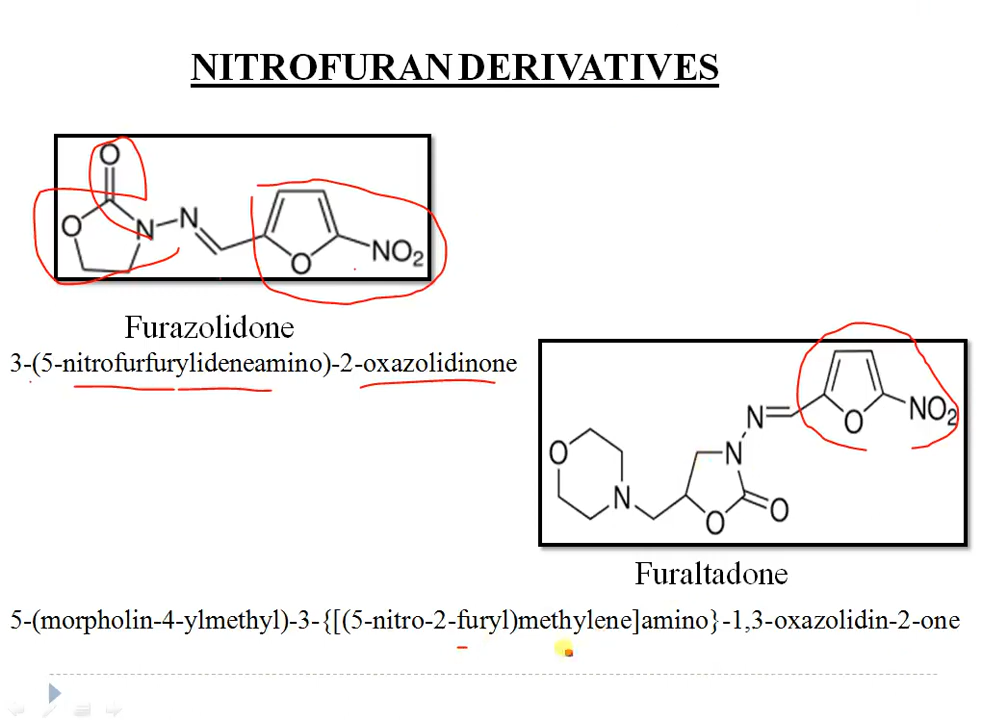 NITROFURAN DERIVATIVES
O
O
N
N
O
NO2
Furazolidone
3-(5-nitrofurfurylideneamino)-2-oxazolidinone
O
N
O
N
N
O
O
NO2
Furaltadone
5-(morpholin-4-ylmethyl)-3-{[(5-nitro-2-furyl)methylene]amino}-1,3-oxazolidin-2-one